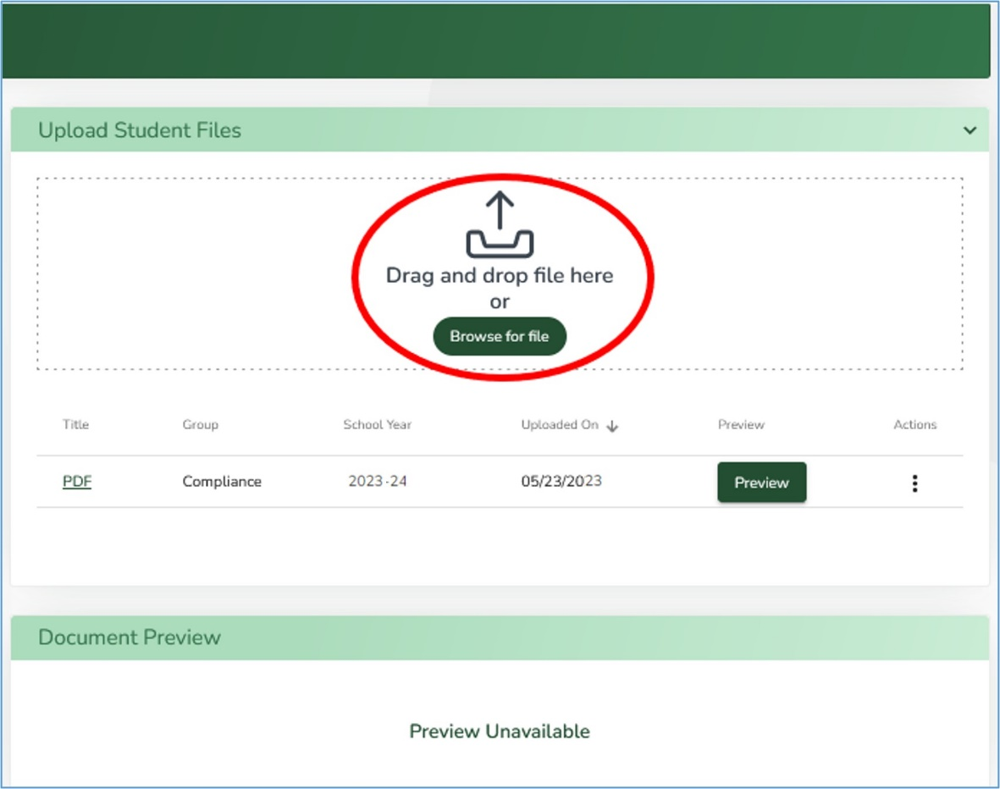 Upload Student Files
Drag and drop file here
or
Browse for file
Title Group School Year Uploaded On Preview Actions
PDF Compliance 2023-24 05/23/2023 Preview
Document Preview
Preview Unavailable